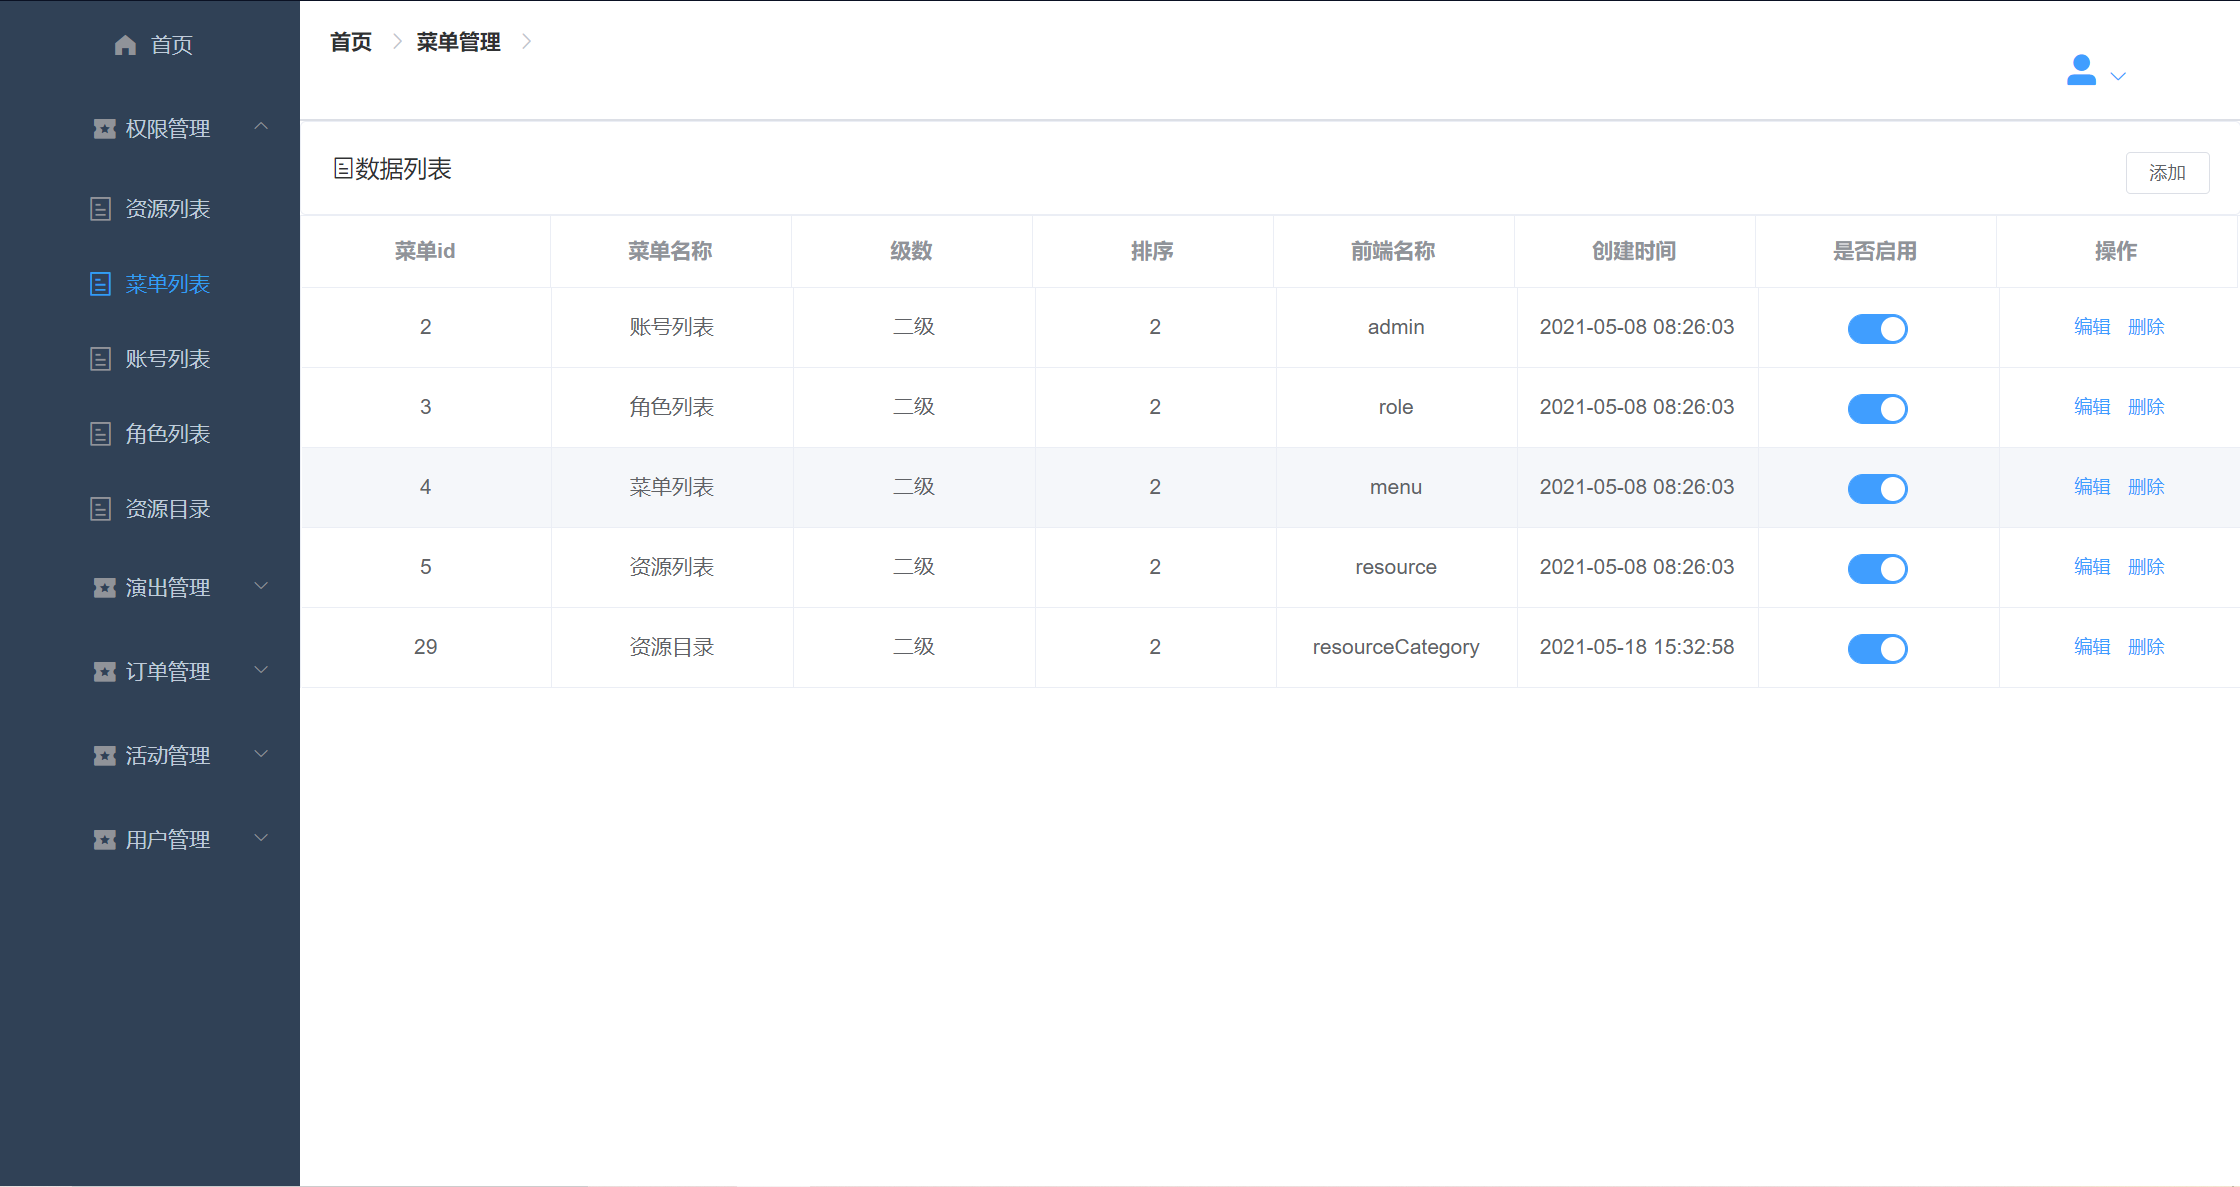 首页
权限管理
资源列表
菜单列表
账号列表
角色列表
资源目录
演出管理
订单管理
活动管理
用户管理
首页 菜单管理
数据列表
添加
菜单id 菜单名称 级数 排序 前端名称 创建时间 是否启用 操作
2 账号列表 二级 2 admin 2021-05-08 08:26:03 编辑 删除
3 角色列表 二级 2 role 2021-05-08 08:26:03 编辑 删除
4 菜单列表 二级 2 menu 2021-05-08 08:26:03 编辑 删除
5 资源列表 二级 2 resource 2021-05-08 08:26:03 编辑 删除
29 资源目录 二级 2 resourceCategory 2021-05-18 15:32:58 编辑 删除